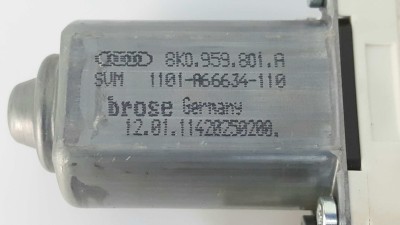 8K0.959.801.A
SVM 1101-A66634-110
brose Germany
12.01.11420250200.